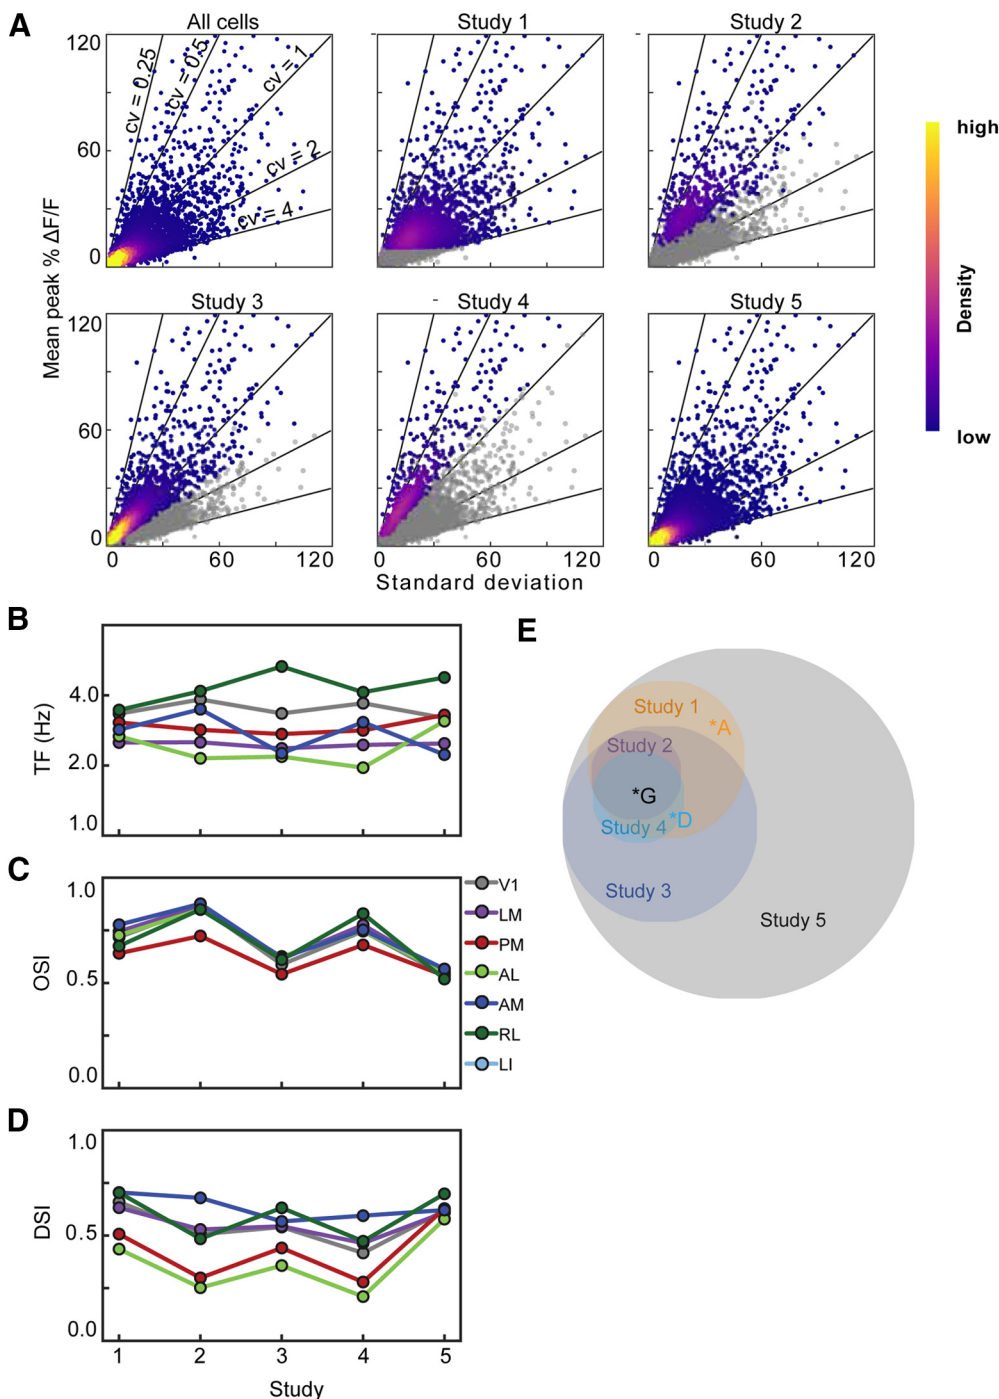 A
All cells
Study 1
Study 2
120
60
0
cv = 0.25
cv = 0.5
cv = 1
cv = 2
cv = 4
Mean peak % ΔF/F
high
Density
low
Study 3
Study 4
Study 5
120
60
0
60 120
60 120
0 60 120
Standard deviation
B
TF (Hz)
4.0
2.0
1.0
C
OSI
1.0
0.5
0.0
V1
LM
PM
AL
AM
RL
LI
D
DSI
1.0
0.5
0.0
1 2 3 4 5
Study
E
Study 1
*A
Study 2
*G
Study 4 *D
Study 3
Study 5